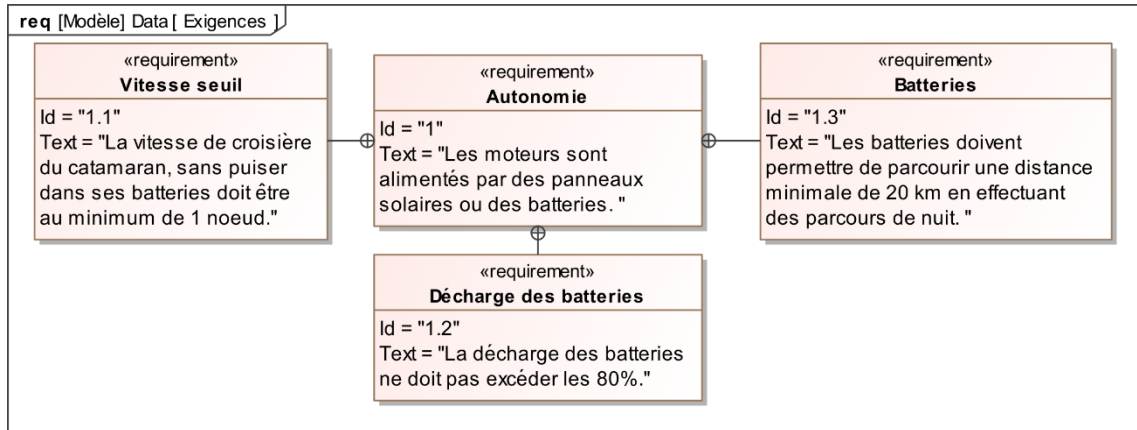 req [Modèle] Data [ Exigences ]
«requirement»
Vitesse seuil
Id = "1.1"
Text = "La vitesse de croisière
du catamaran, sans puiser
dans ses batteries doit être
au minimum de 1 noeud."
«requirement»
Autonomie
Id = "1"
Text = "Les moteurs sont
alimentés par des panneaux
solaires ou des batteries. "
«requirement»
Batteries
Id = "1.3"
Text = "Les batteries doivent
permettre de parcourir une distance
minimale de 20 km en effectuant
des parcours de nuit. "
«requirement»
Décharge des batteries
Id = "1.2"
Text = "La décharge des batteries
ne doit pas excéder les 80%."